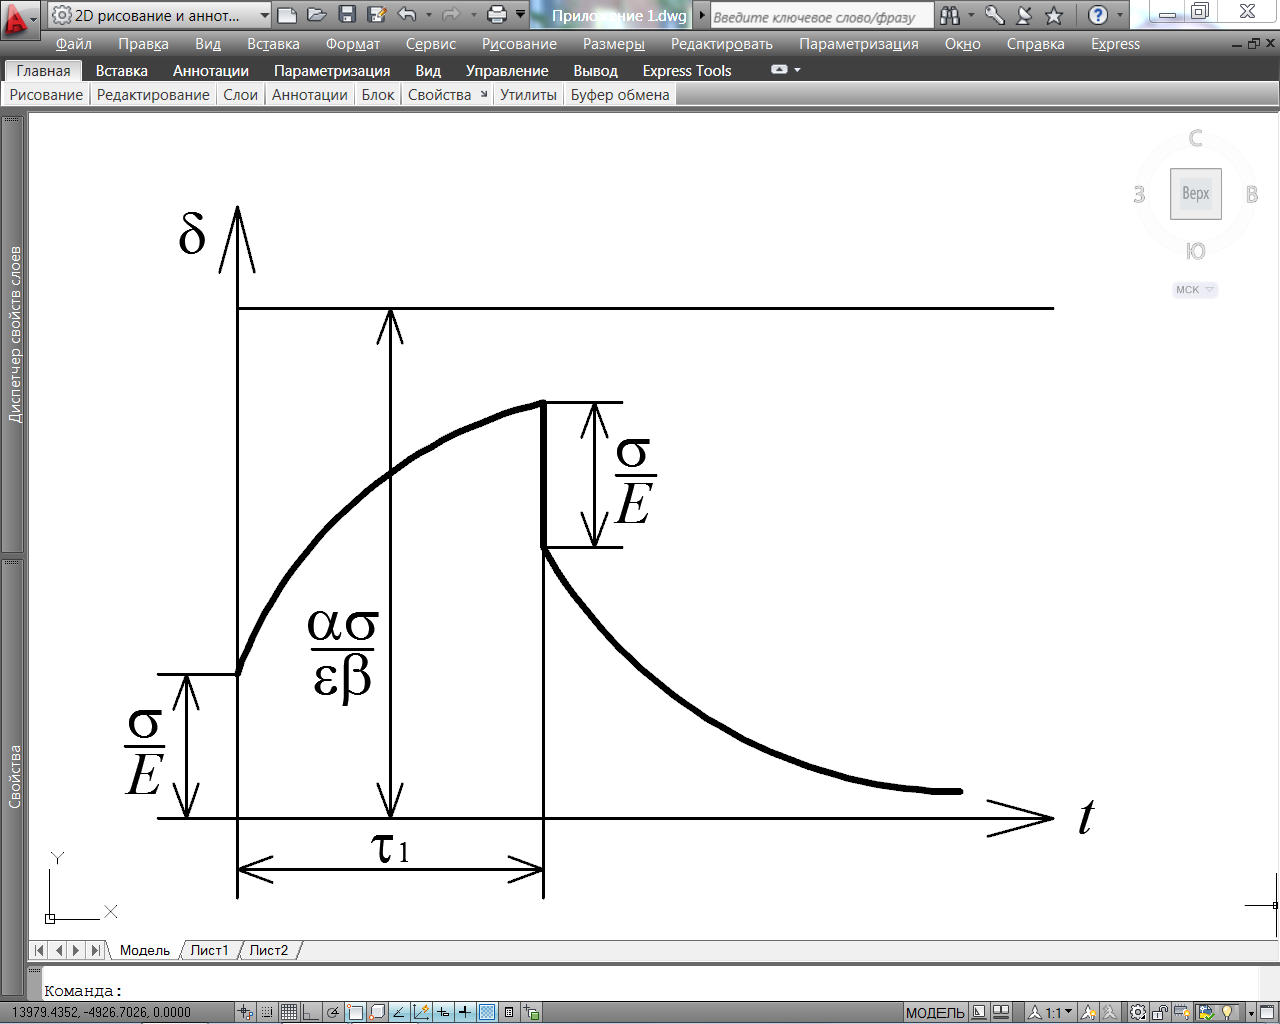 2D рисование и аннот... Приложение 1.dwg Введите ключевое слово/фразу
Файл Правка Вид Вставка Формат Сервис Рисование Размеры Редактировать Параметризация Окно Справка Express
Главная Вставка Аннотации Параметризация Вид Управление Вывод Express Tools
Рисование Редактирование Слои Аннотации Блок Свойства Утилиты Буфер обмена
Диспетчер свойств слоев
Свойства
С
З Верх В
Ю
МСК
δ
σ
E
ασ
εβ
σ
E
τ1
t
Y
X
Модель Лист1 Лист2
Команда:
13979.4352, -4926.7026, 0.0000 МОДЕЛЬ 1:1